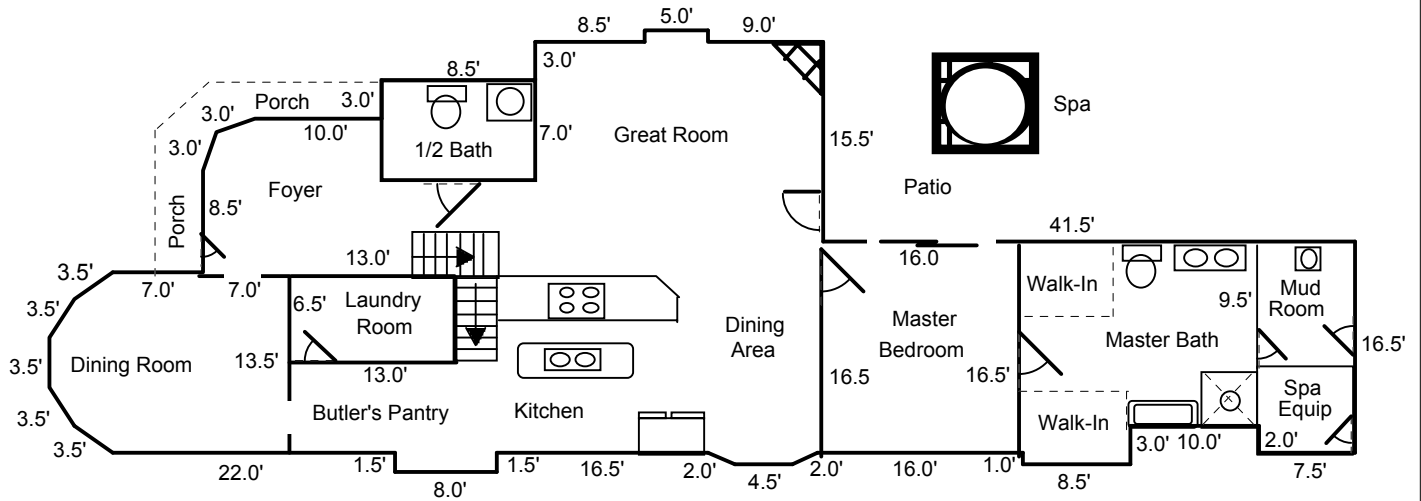 5.0'
8.5' 9.0'
3.0'
8.5'
Porch 3.0'
3.0' 10.0' 7.0' Great Room
Spa
3.0' 1/2 Bath 15.5'
Foyer Patio
Porch 8.5'
41.5'
3.5' 13.0' 16.0
7.0' 7.0'
3.5' 6.5' Laundry Walk-In 9.5' Mud
Room Room
Dining Master
Area Bedroom Master Bath 16.5'
3.5' Dining Room 13.5' 13.0' 16.5 16.5'
Spa
Equip
3.5' Butler's Pantry Kitchen Walk-In
3.5' 3.0' 10.0' 2.0'
22.0' 1.5' 1.5' 16.5' 2.0' 2.0' 16.0' 1.0' 7.5'
8.0' 4.5' 8.5'